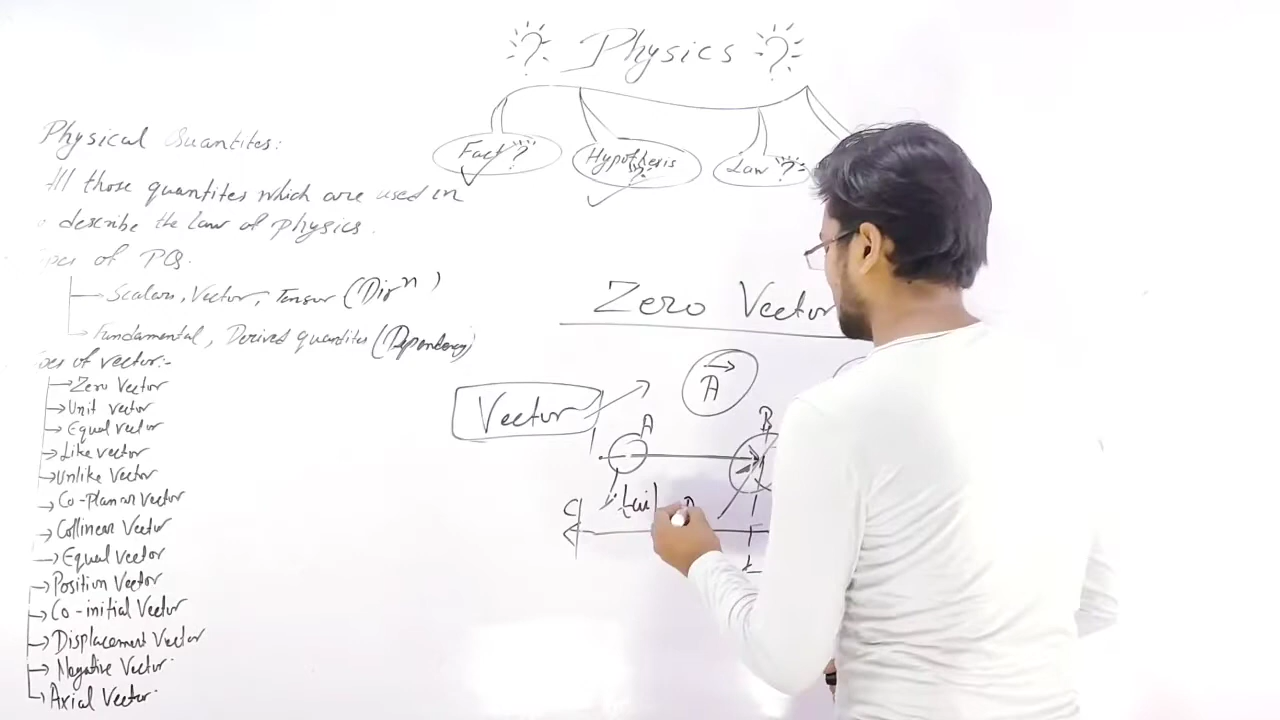 ? Physics ?
Fact?
Hypothesis ?
Law ?
Physical Quantites:
All those quantites which are used in
describe the Law of physics.
of PQ.
Scalars, Vector, Tensor (Dirⁿ)
Fundamental, Derived quantites (Dependency)
of vector:-
Zero Vector
Unit vector
Equal vector
Like vector
Unlike Vector
Co-planar Vector
Collinear Vector
Equal vector
Position Vector
Co-initial Vector
Displacement Vector
Negative Vector
Axial Vector
Zero Vector
Vector
A
A
B
tail
C